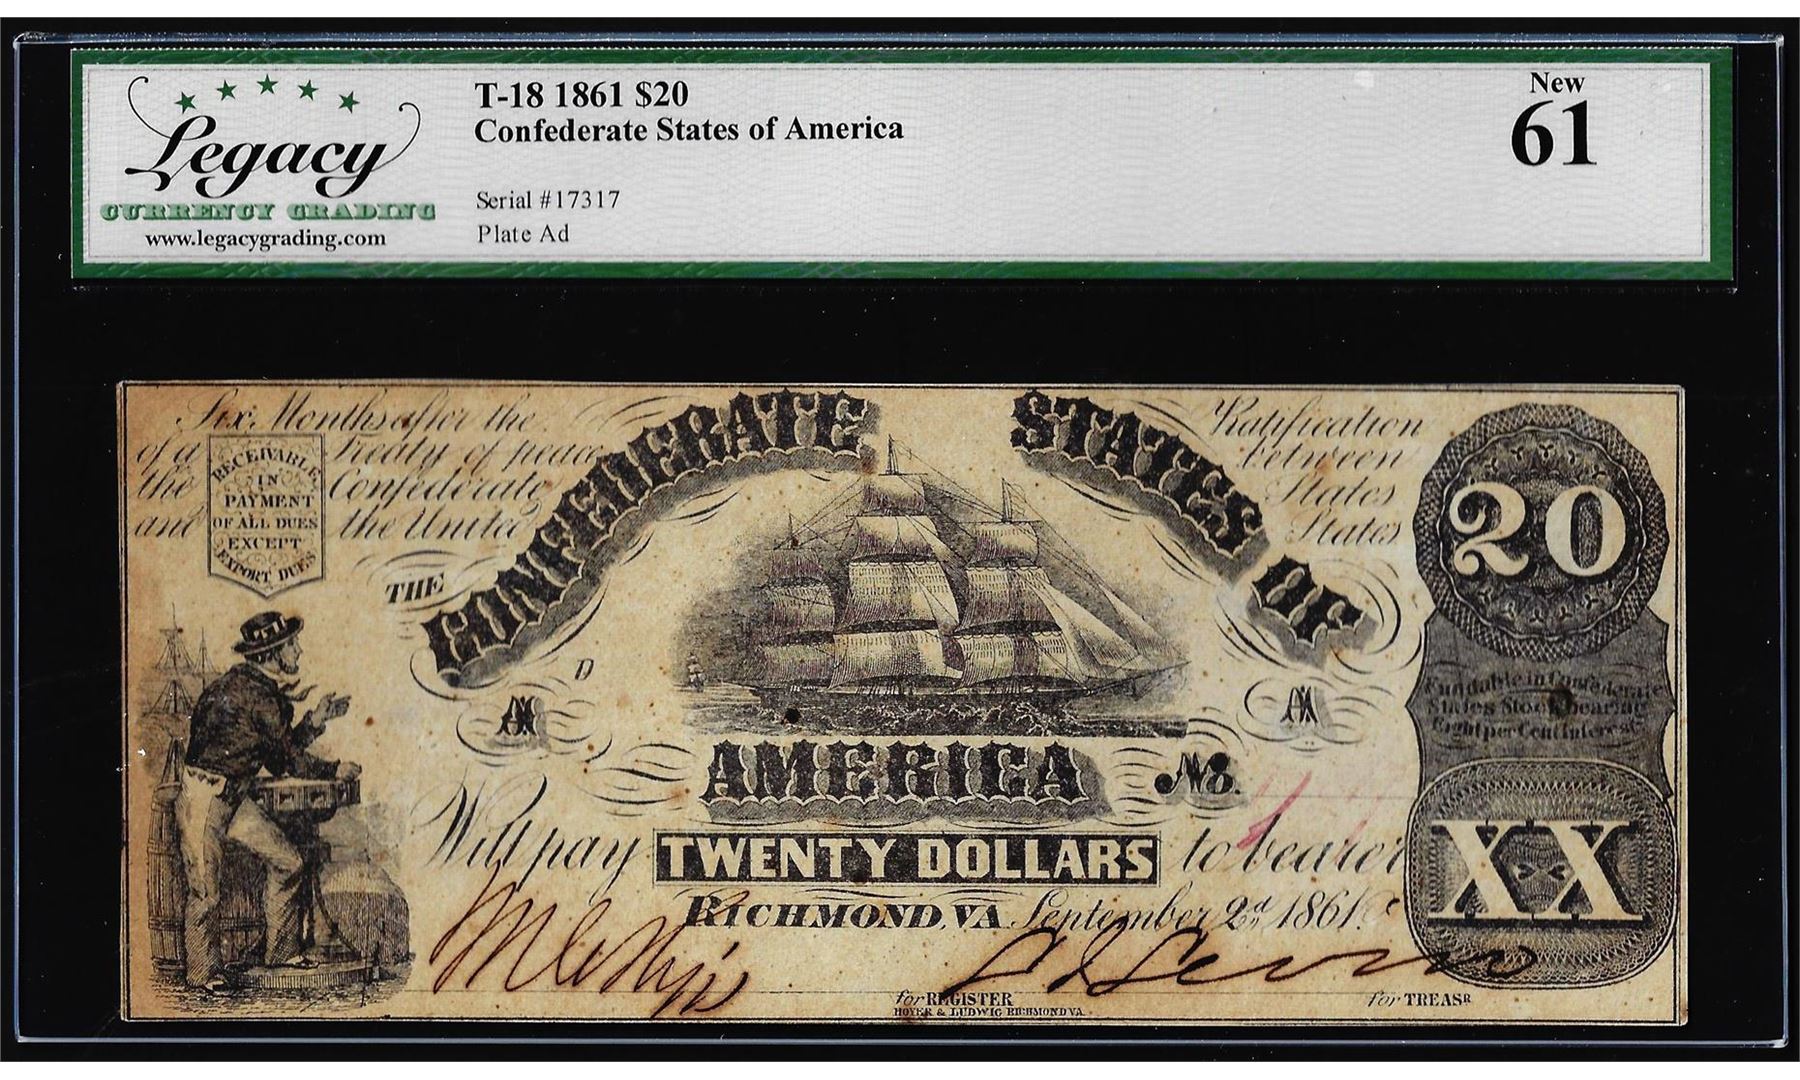 Legacy
CURRENCY GRADING
www.legacygrading.com
T-18 1861 $20
Confederate States of America
Serial #17317
Plate Ad
New
61
Six Months after the Ratification
of a Treaty of peace between
the Confederate States
and the United States
RECEIVABLE
IN
PAYMENT
OF ALL DUES
EXCEPT
EXPORT DUES
THE
CONFEDERATE STATES OF
AMERICA
D
A
A
No.
20
Fundable in Confederate
States Stock bearing
Eight per Cent interest
XX
Will pay TWENTY DOLLARS to bearer
RICHMOND, VA September 2d 1861
for REGISTER
for TREASR
HOYER & LUDWIG RICHMOND VA.